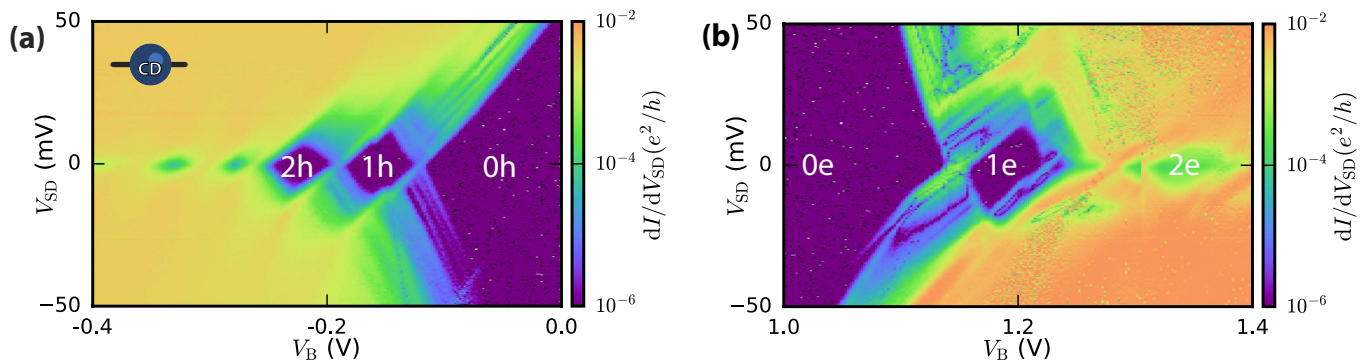 (a)
CD
50
0
−50
V_SD (mV)
2h 1h 0h
-0.4 -0.2 0.0
V_B (V)
10^−2
10^−4
10^−6
dI/dV_SD (e^2/h)
(b)
50
0
−50
V_SD (mV)
0e 1e 2e
1.0 1.2 1.4
V_B (V)
10^−2
10^−4
10^−6
dI/dV_SD (e^2/h)